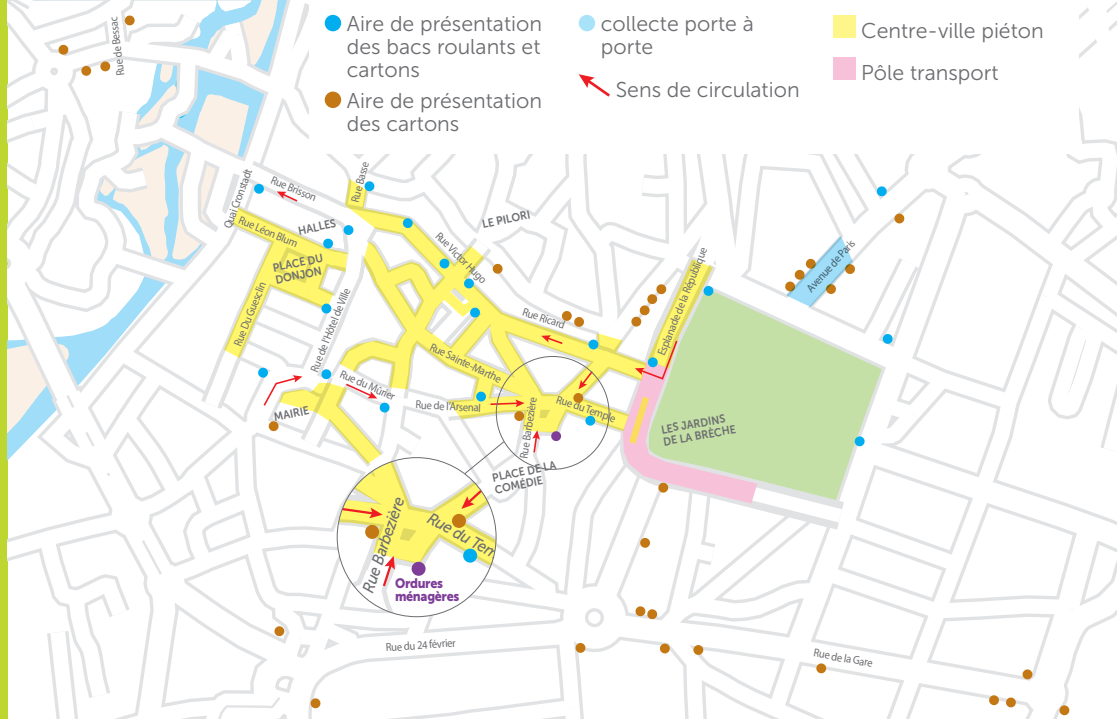 Aire de présentation
des bacs roulants et
cartons
Aire de présentation
des cartons
collecte porte à
porte
Sens de circulation
Centre-ville piéton
Pôle transport
Rue de Bessac
Quai Cronstadt
Rue Brisson
Rue Basse
Rue Léon Blum
HALLES
LE PILORI
PLACE DU
DONJON
Rue Victor Hugo
Rue Du Guesclin
Rue de l'Hôtel de Ville
Rue Ricard
Esplanade de la République
Avenue de Paris
Rue Sainte-Marthe
Rue du Mûrier
Rue de l'Arsenal
Rue Barbezière
Rue du Temple
MAIRIE
LES JARDINS
DE LA BRÈCHE
PLACE DE LA
COMÉDIE
Rue Barbezière
Rue du Tem
Ordures
ménagères
Rue du 24 février
Rue de la Gare